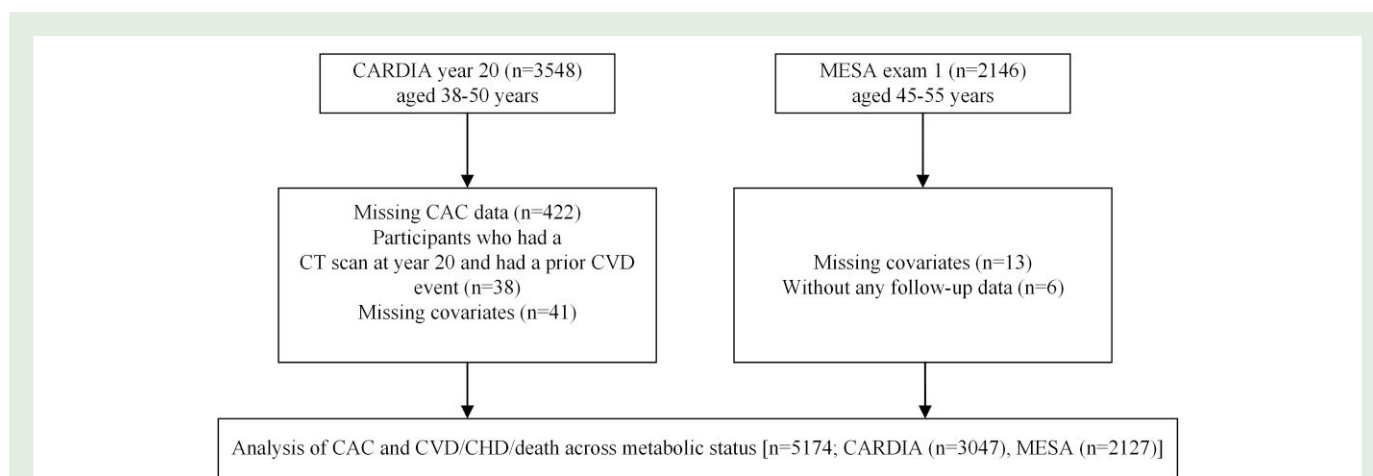 CARDIA year 20 (n=3548)
aged 38-50 years
MESA exam 1 (n=2146)
aged 45-55 years
Missing CAC data (n=422)
Participants who had a
CT scan at year 20 and had a prior CVD
event (n=38)
Missing covariates (n=41)
Missing covariates (n=13)
Without any follow-up data (n=6)
Analysis of CAC and CVD/CHD/death across metabolic status [n=5174; CARDIA (n=3047), MESA (n=2127)]